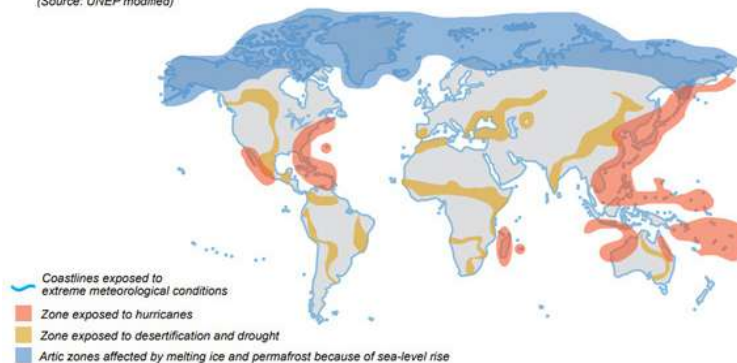 (Source: UNEP modified)
Coastlines exposed to
extreme meteorological conditions
Zone exposed to hurricanes
Zone exposed to desertification and drought
Artic zones affected by melting ice and permafrost because of sea-level rise